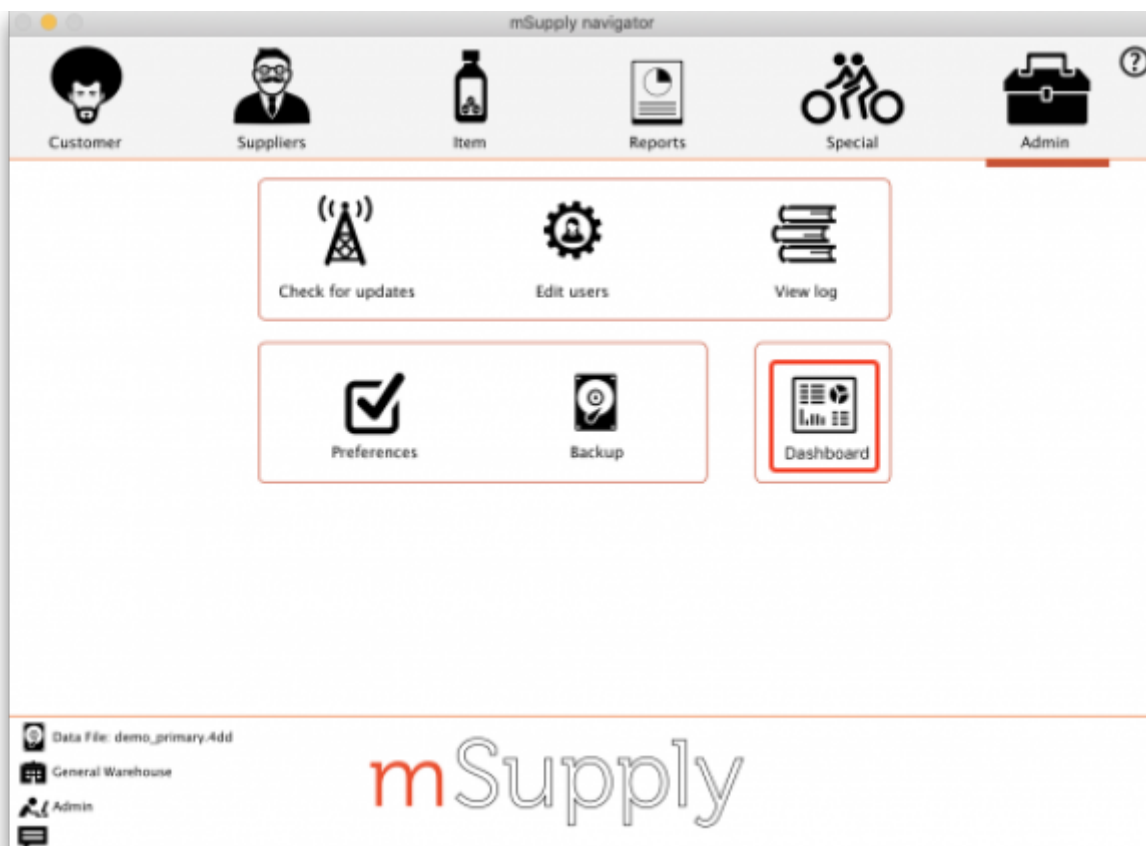 mSupply navigator
?
Customer Suppliers Item Reports Special Admin
Check for updates Edit users View log
Preferences Backup Dashboard
Data File: demo_primary.4dd
General Warehouse
Admin
mSupply